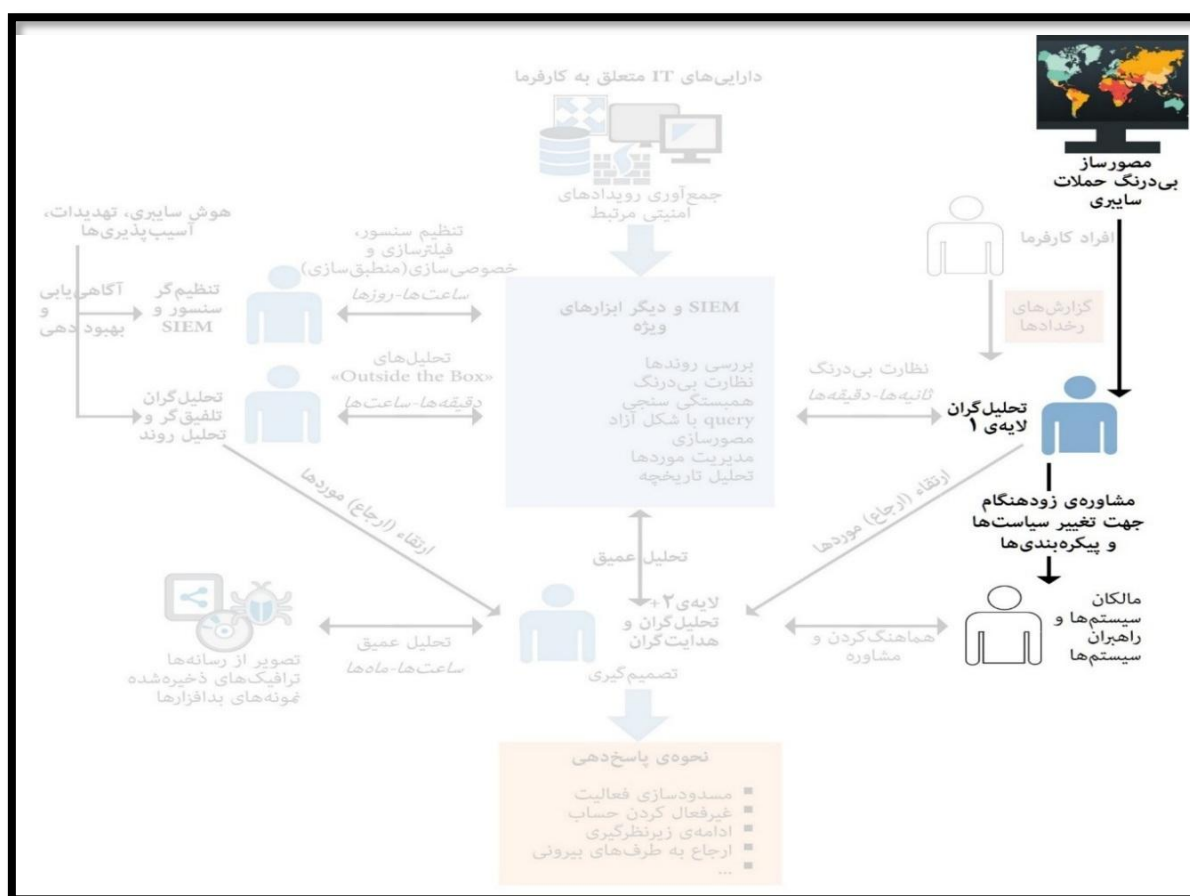 دارایی‌های IT متعلق به کارفرما
جمع‌آوری رویدادهای
امنیتی مرتبط
مصورساز
بی‌درنگ حملات
سایبری
افراد کارفرما
گزارش‌های
رخدادها
هوش سایبری، تهدیدات،
آسیب‌پذیری‌ها
آگاهی‌یابی
و
بهبود دهی
تنظیم‌گر
سنسور و
SIEM
تنظیم سنسور،
فیلترسازی و
خصوصی‌سازی(منطبق‌سازی)
ساعت‌ها-روزها
تحلیل‌گران
تلفیق‌گر و
تحلیل روند
تحلیل‌های
«Outside the Box»
دقیقه‌ها-ساعت‌ها
SIEM و دیگر ابزارهای
ویژه
بررسی روندها
نظارت بی‌درنگ
همبستگی سنجی
query با شکل آزاد
مصورسازی
مدیریت موردها
تحلیل تاریخچه
نظارت بی‌درنگ
ثانیه‌ها-دقیقه‌ها
تحلیل‌گران
لایه‌ی ۱
مشاوره‌ی زودهنگام
جهت تغییر سیاست‌ها
و پیکره‌بندی‌ها
ارتقاء (ارجاع) موردها
ارتقاء (ارجاع) موردها
تحلیل عمیق
مالکان
سیستم‌ها و
راهبران
سیستم‌ها
هماهنگ‌کردن و
مشاوره
لایه‌ی ۲+
تحلیل‌گران و
هدایت‌گران
تصمیم‌گیری
تحلیل عمیق
ساعت‌ها-ماه‌ها
تصویر از رسانه‌ها
ترافیک‌های ذخیره‌شده
نمونه‌های بدافزارها
نحوه‌ی پاسخ‌دهی
▪ مسدودسازی فعالیت
▪ غیرفعال کردن حساب
▪ ادامه‌ی زیرنظرگیری
▪ ارجاع به طرف‌های بیرونی
▪ ...